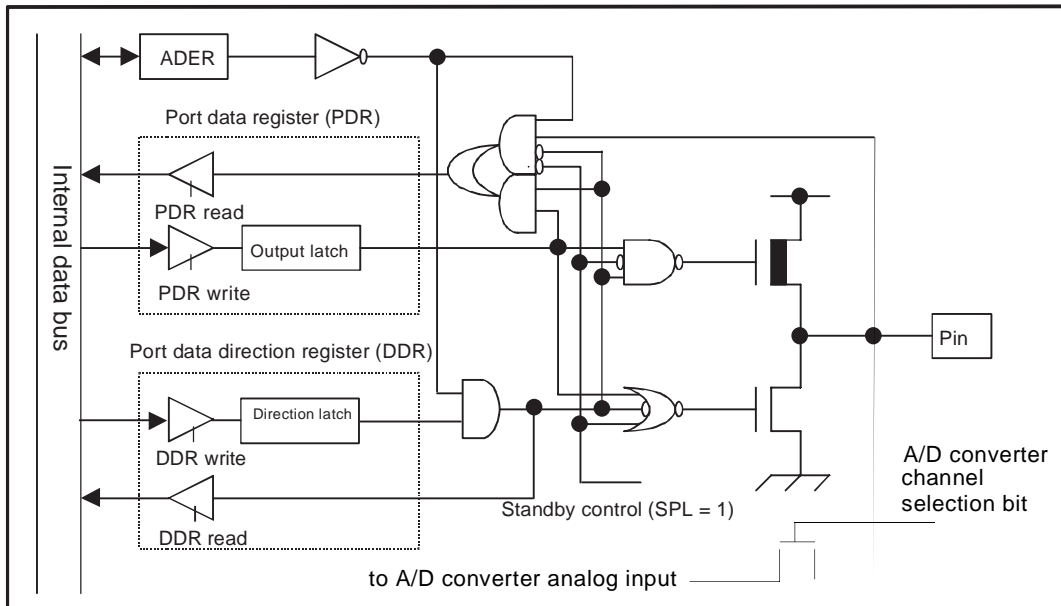 ADER
Port data register (PDR)
Internal data bus
PDR read
Output latch
PDR write
Port data direction register (DDR)
Direction latch
DDR write
DDR read
Standby control (SPL = 1)
Pin
A/D converter
channel
selection bit
to A/D converter analog input